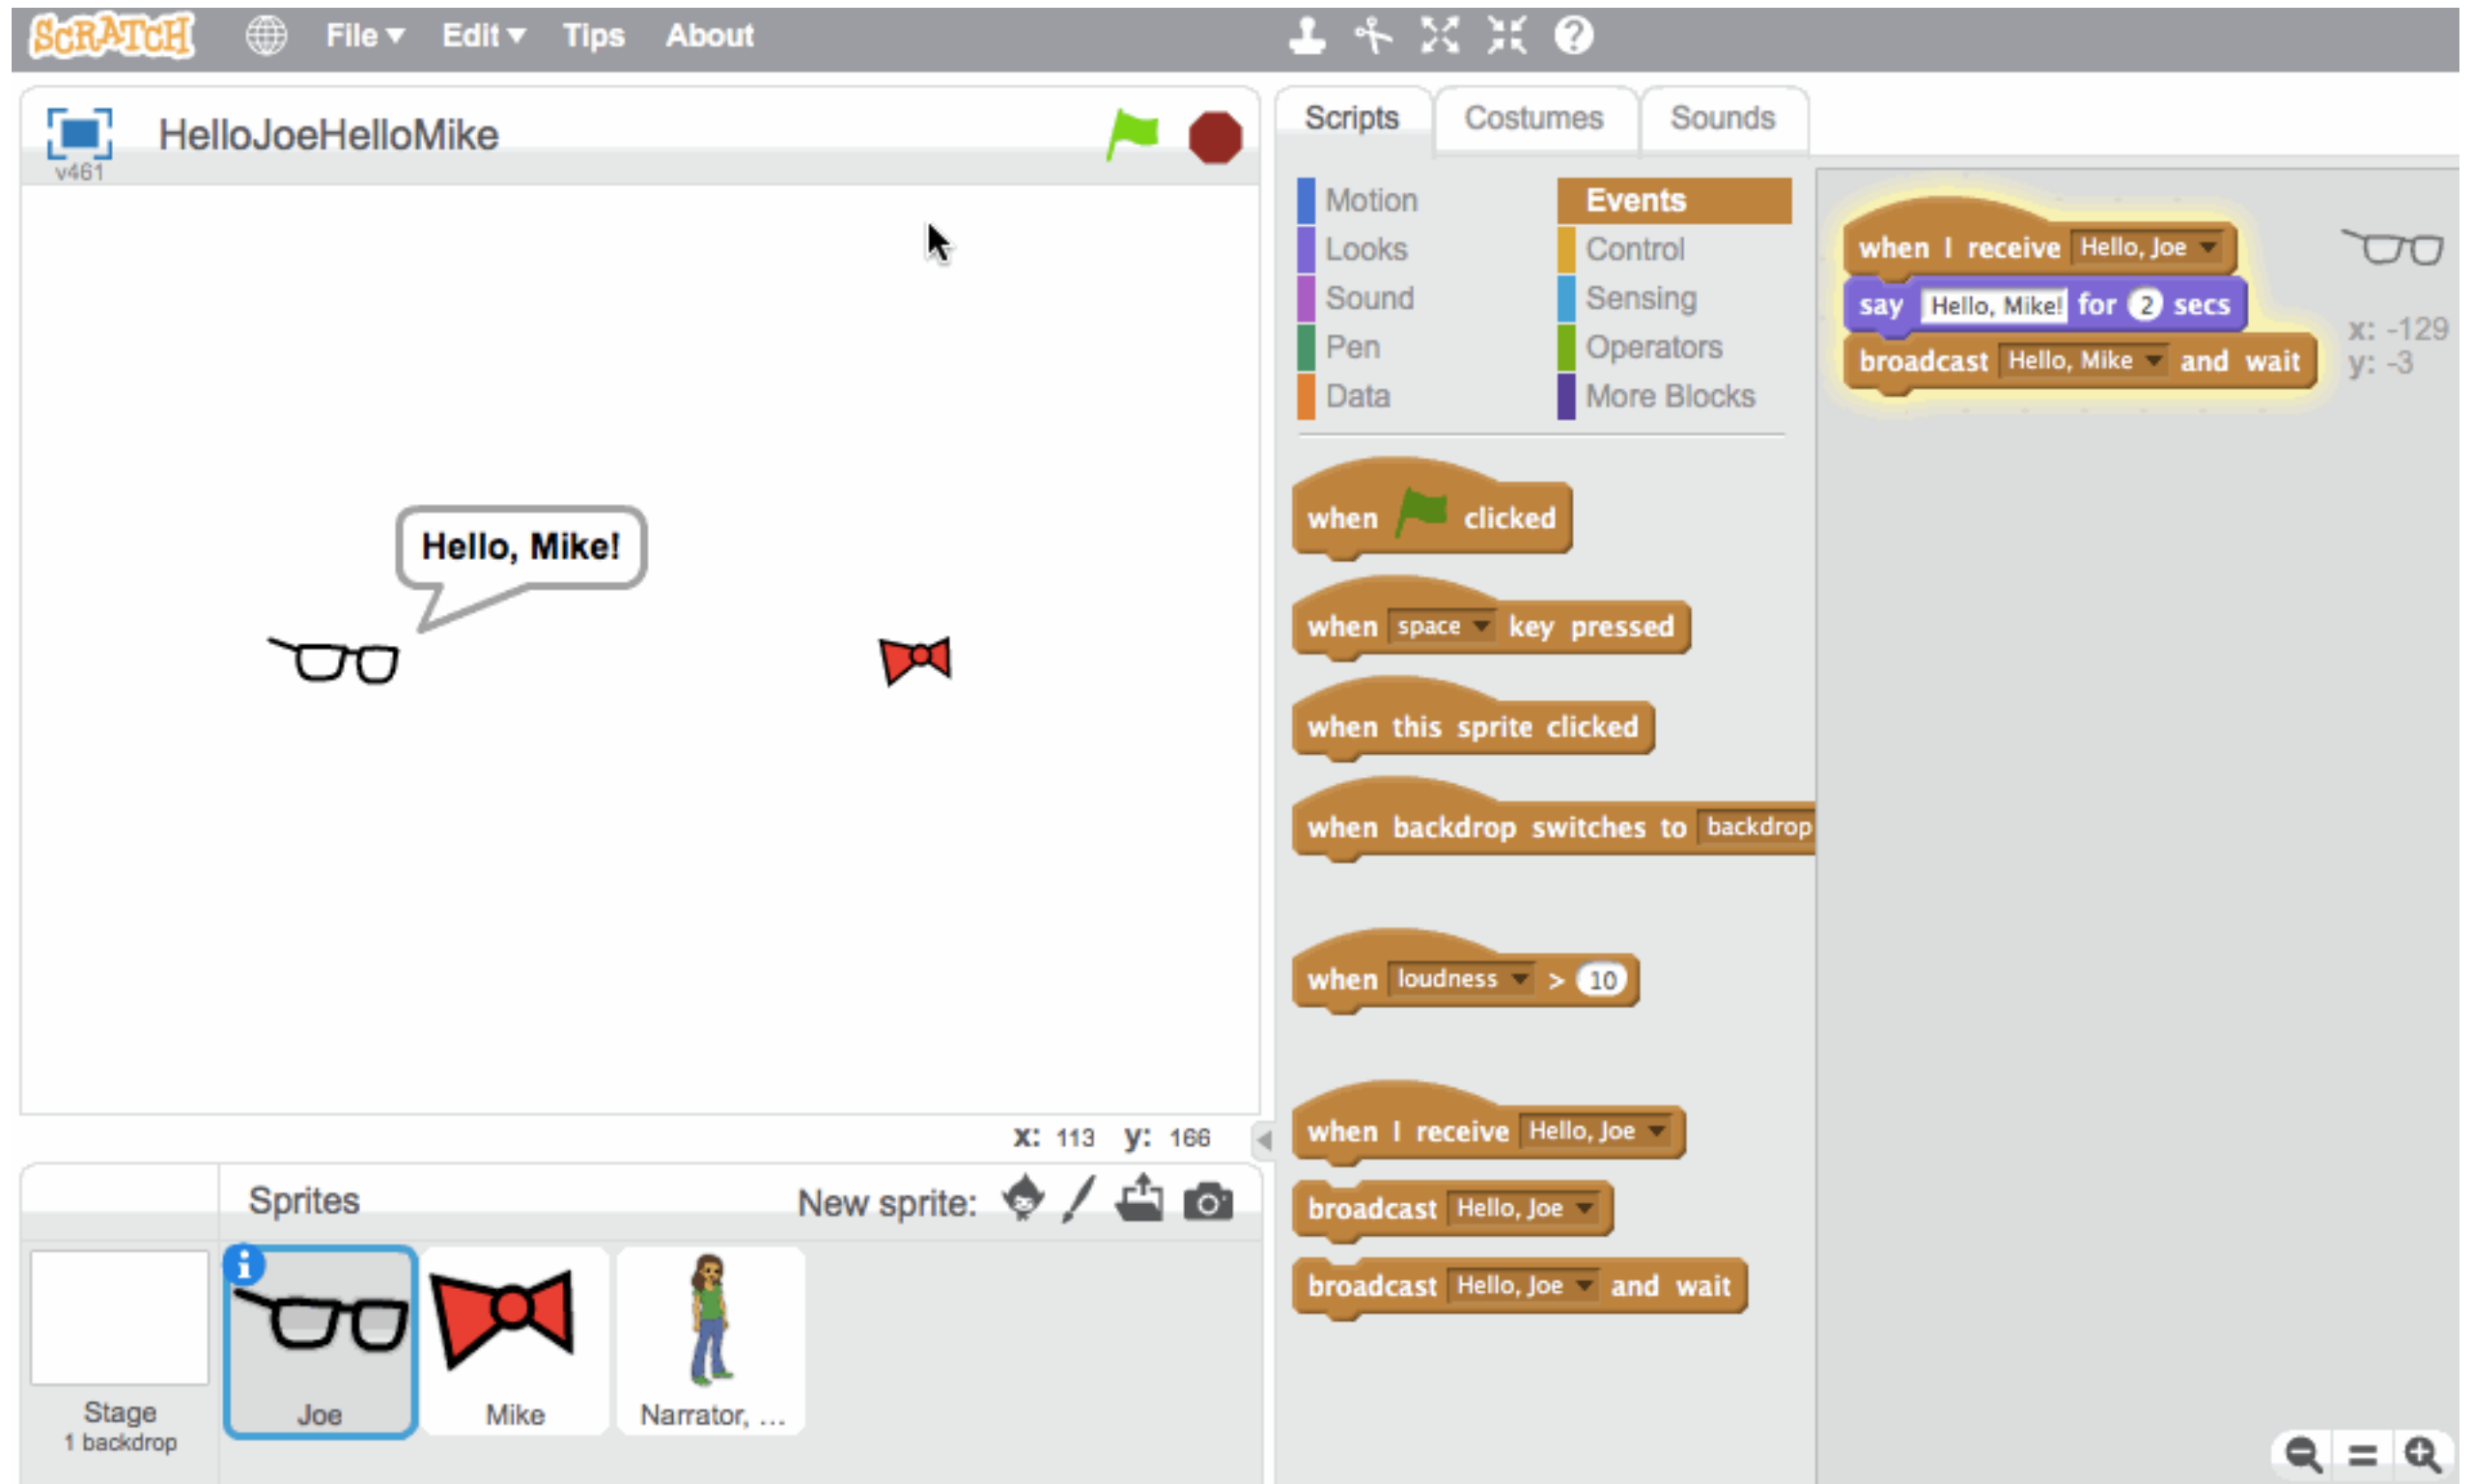 SCRATCH File Edit Tips About
HelloJoeHelloMike
v461
Hello, Mike!
x: 113 y: 166
Sprites New sprite:
Stage
1 backdrop
Joe
Mike
Narrator, ...
Scripts Costumes Sounds
Motion Events
Looks Control
Sound Sensing
Pen Operators
Data More Blocks
when clicked
when space key pressed
when this sprite clicked
when backdrop switches to backdrop
when loudness > 10
when I receive Hello, Joe
broadcast Hello, Joe
broadcast Hello, Joe and wait
when I receive Hello, Joe
say Hello, Mike! for 2 secs
broadcast Hello, Mike and wait
x: -129
y: -3